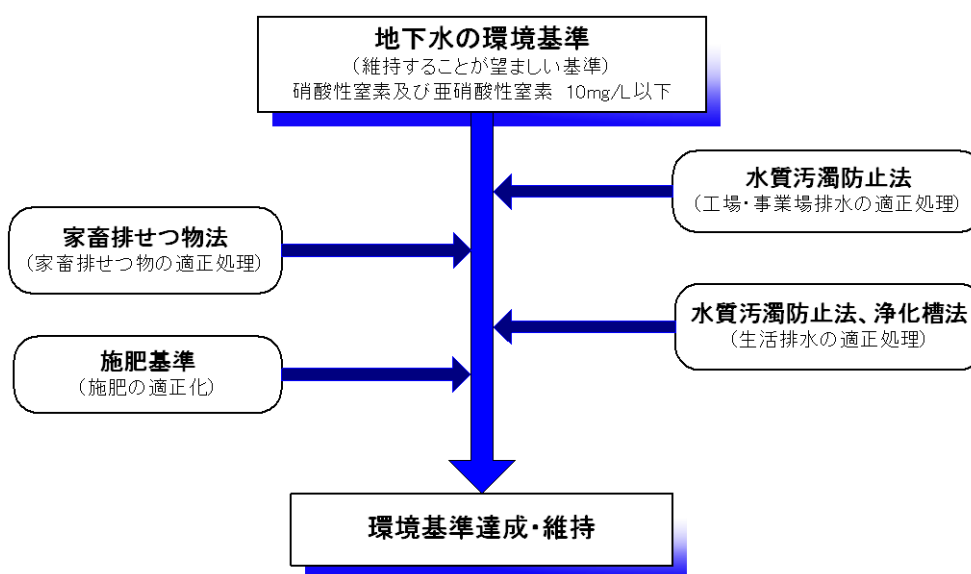 地下水の環境基準
（維持することが望ましい基準）
硝酸性窒素及び亜硝酸性窒素 10mg/L以下
水質汚濁防止法
（工場・事業場排水の適正処理）
家畜排せつ物法
（家畜排せつ物の適正処理）
水質汚濁防止法、浄化槽法
（生活排水の適正処理）
施肥基準
（施肥の適正化）
環境基準達成・維持